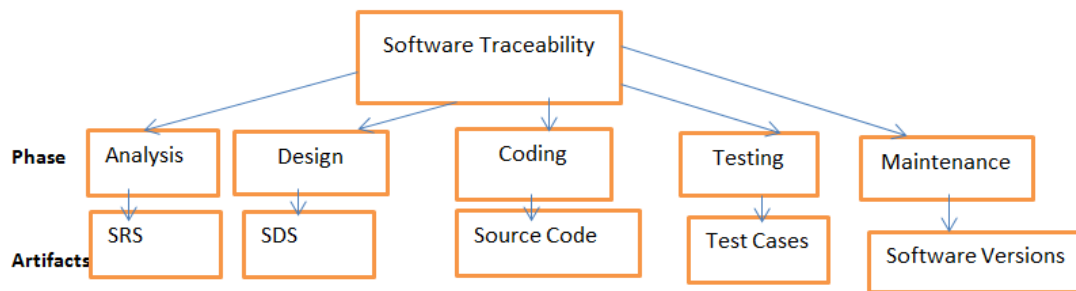 Software Traceability
Phase
Analysis
Design
Coding
Testing
Maintenance
Artifacts
SRS
SDS
Source Code
Test Cases
Software Versions